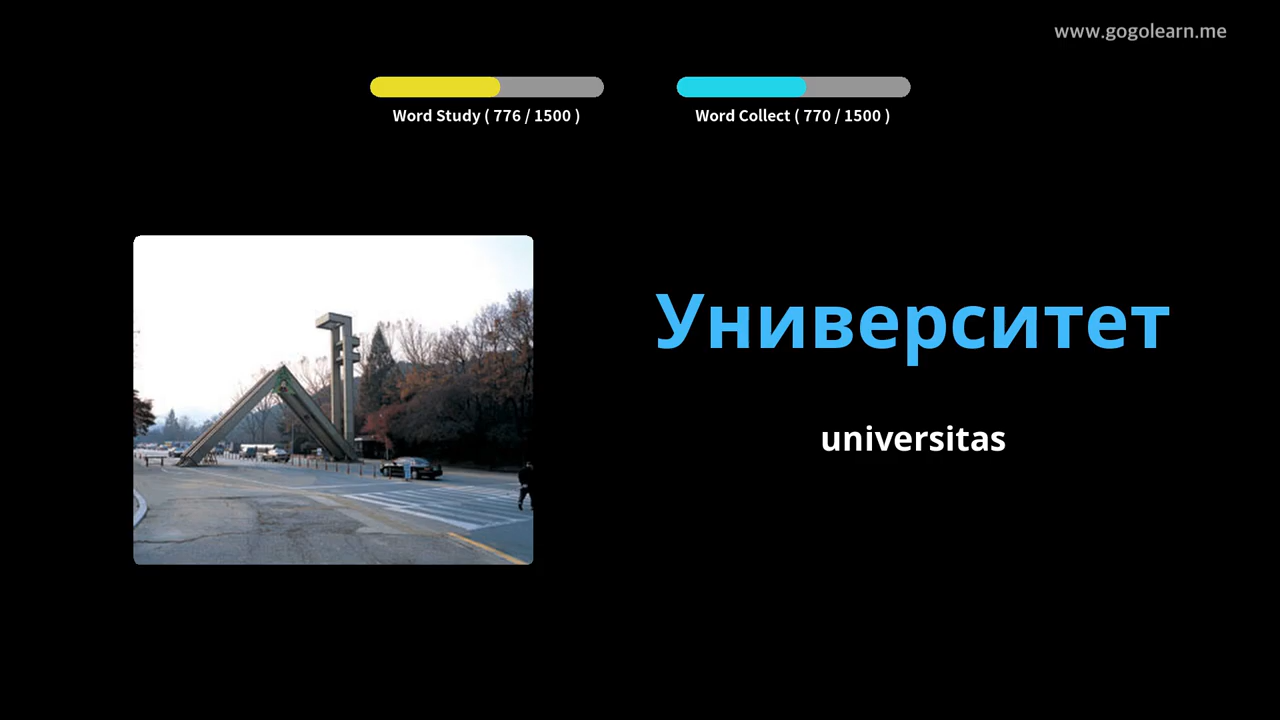 www.gogolearn.me
Word Study ( 776 / 1500 )
Word Collect ( 770 / 1500 )
Университет
universitas